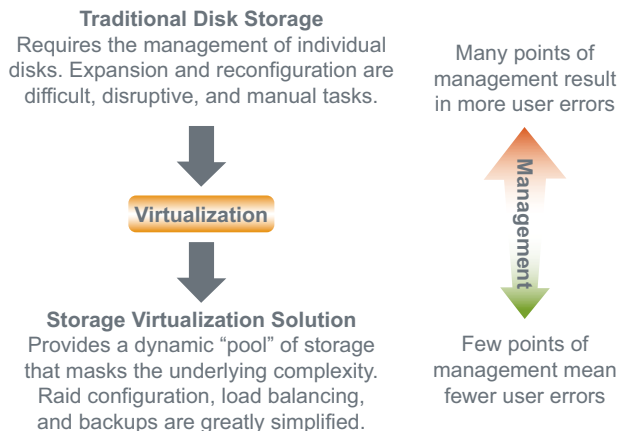 Traditional Disk Storage
Requires the management of individual
disks. Expansion and reconfiguration are
difficult, disruptive, and manual tasks.
Many points of
management result
in more user errors
Virtualization
Management
Storage Virtualization Solution
Provides a dynamic “pool” of storage
that masks the underlying complexity.
Raid configuration, load balancing,
and backups are greatly simplified.
Few points of
management mean
fewer user errors